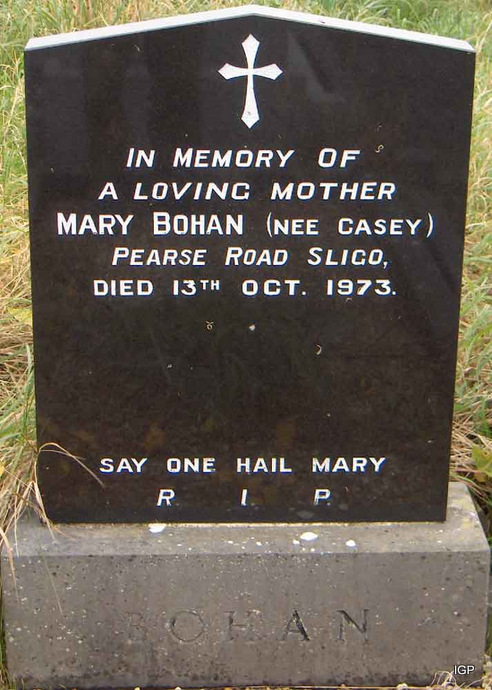 IN MEMORY OF
A LOVING MOTHER
MARY BOHAN (NEE CASEY)
PEARSE ROAD SLIGO,
DIED 13TH OCT. 1973.
SAY ONE HAIL MARY
R I P
BOHAN
IGP